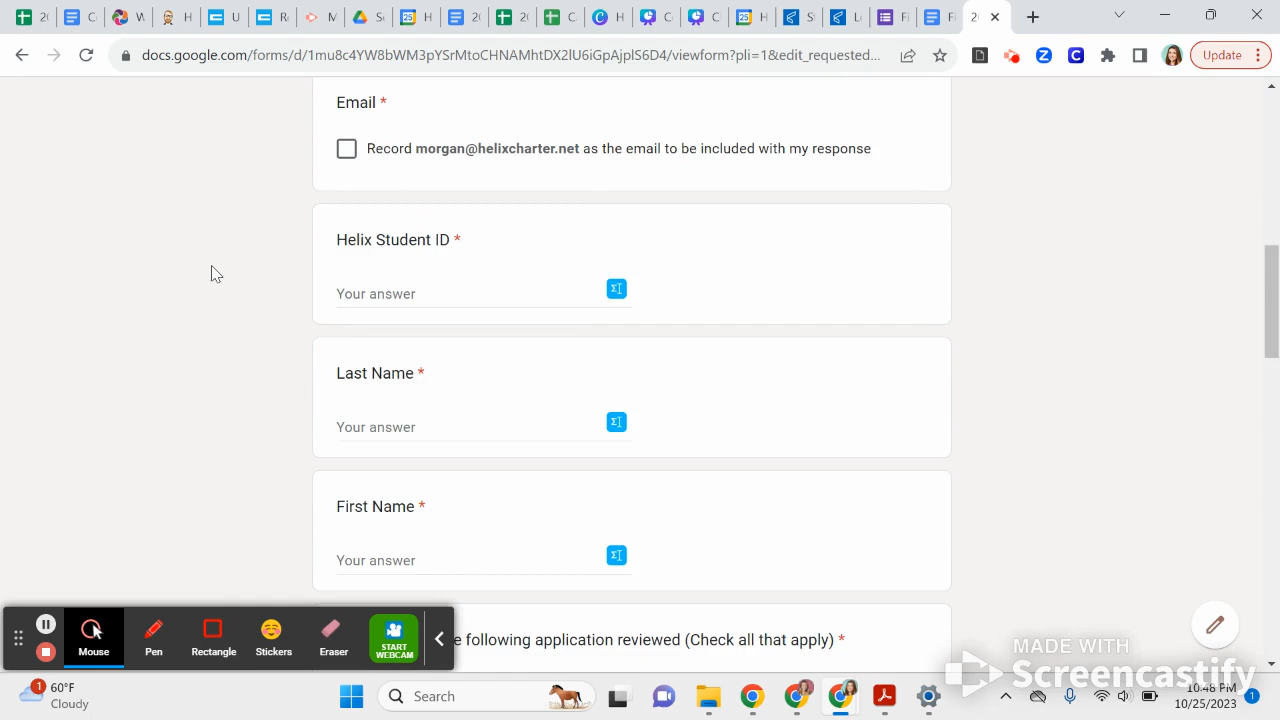 docs.google.com/forms/d/1mu8c4YW8bWM3pYSrMtoCHNAMhtDX2lU6iGpAjplS6D4/viewform?pli=1&edit_requested...
Update
Email *
Record morgan@helixcharter.net as the email to be included with my response
Helix Student ID *
Your answer
Last Name *
Your answer
First Name *
Your answer
e following application reviewed (Check all that apply) *
Mouse
Pen
Rectangle
Stickers
Eraser
START
WEBCAM
MADE WITH
Screencastify
1
60°F
Cloudy
Search
10:48 PM
10/25/2023
1